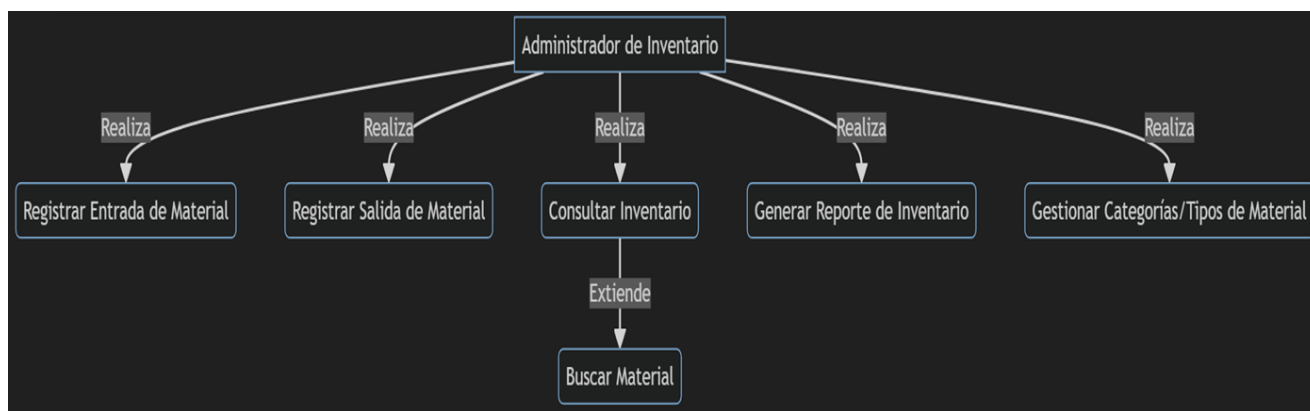 Administrador de Inventario
Realiza
Realiza
Realiza
Realiza
Realiza
Registrar Entrada de Material
Registrar Salida de Material
Consultar Inventario
Generar Reporte de Inventario
Gestionar Categorías/Tipos de Material
Extiende
Buscar Material